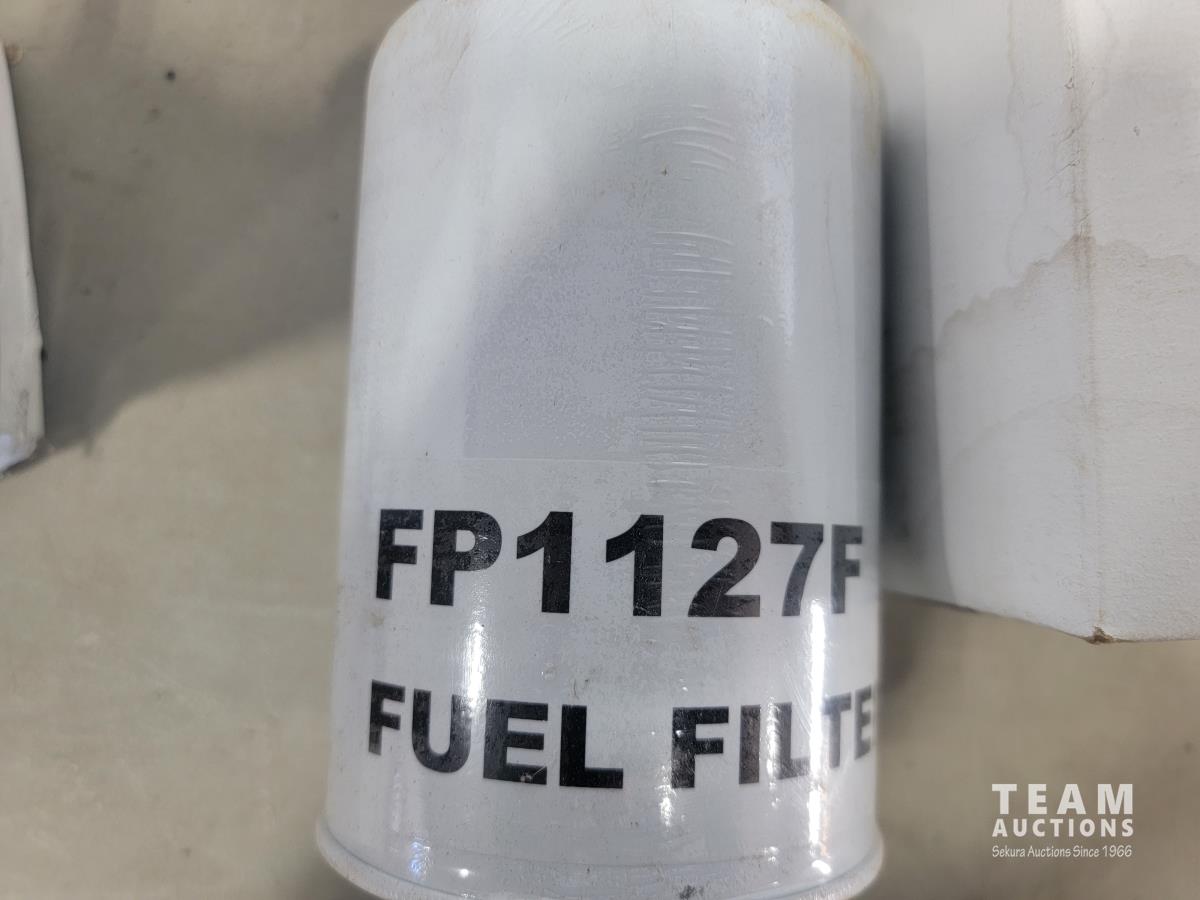 FP1127F
FUEL FILTE
TEAM
AUCTIONS
Sekura Auctions Since 1966